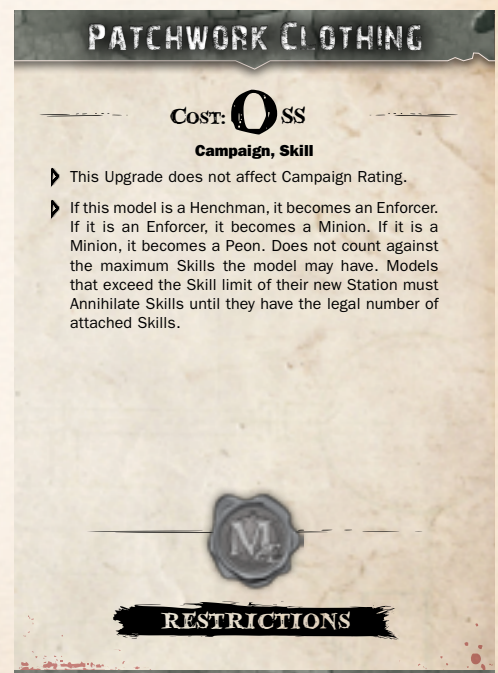 PATCHWORK CLOTHING
COST: 0 SS
Campaign, Skill
This Upgrade does not affect Campaign Rating.
If this model is a Henchman, it becomes an Enforcer.
If it is an Enforcer, it becomes a Minion. If it is a
Minion, it becomes a Peon. Does not count against
the maximum Skills the model may have. Models
that exceed the Skill limit of their new Station must
Annihilate Skills until they have the legal number of
attached Skills.
M2E
RESTRICTIONS